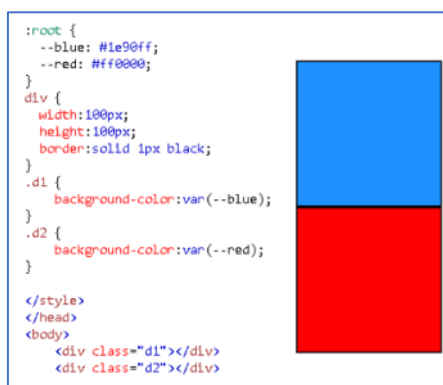 :root {
--blue: #1e90ff;
--red: #ff0000;
}
div {
width:100px;
height:100px;
border:solid 1px black;
}
.d1 {
background-color:var(--blue);
}
.d2 {
background-color:var(--red);
}
</style>
</head>
<body>
<div class="d1"></div>
<div class="d2"></div>